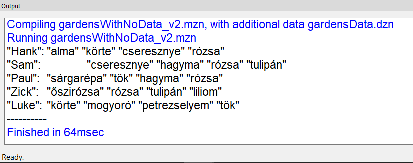 Output
Compiling gardensWithNoData_v2.mzn, with additional data gardensData.dzn
Running gardensWithNoData_v2.mzn
"Hank": "alma" "körte" "cseresznye" "rózsa"
"Sam": "cseresznye" "hagyma" "rózsa" "tulipán"
"Paul": "sárgarépa" "tök" "hagyma" "rózsa"
"Zick": "őszirózsa" "rózsa" "tulipán" "liliom"
"Luke": "körte" "mogyoró" "petrezselyem" "tök"
----------
Finished in 64msec
Ready.